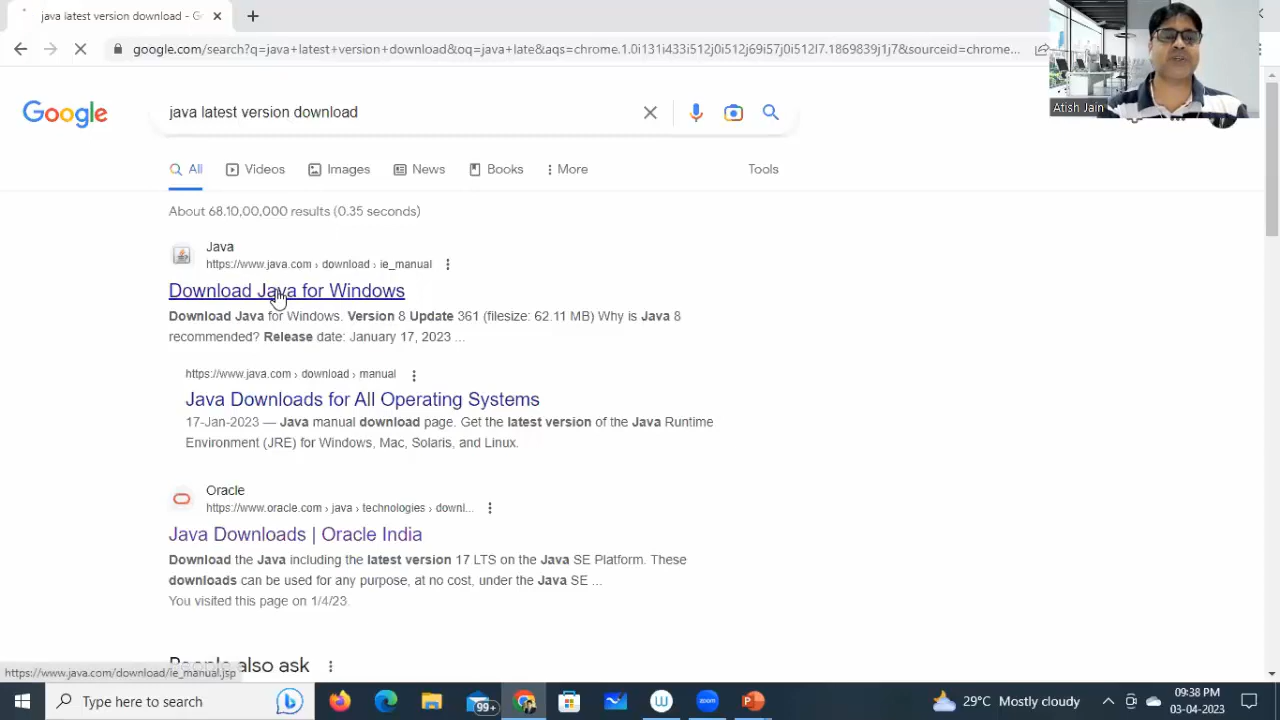 java latest version download - G
google.com/search?q=java+latest+version+download&oq=java+late&aqs=chrome.1.0i131i433i512j0i512j69i57j0i512l7.1869839j1j7&sourceid=chrome...
Atish Jain
Google
java latest version download
All
Videos
Images
News
Books
More
Tools
About 68,10,00,000 results (0.35 seconds)
Java
https://www.java.com › download › ie_manual
Download Java for Windows
Download Java for Windows. Version 8 Update 361 (filesize: 62.11 MB) Why is Java 8
recommended? Release date: January 17, 2023 ...
https://www.java.com › download › manual
Java Downloads for All Operating Systems
17-Jan-2023 — Java manual download page. Get the latest version of the Java Runtime
Environment (JRE) for Windows, Mac, Solaris, and Linux.
Oracle
https://www.oracle.com › java › technologies › downl...
Java Downloads | Oracle India
Download the Java including the latest version 17 LTS on the Java SE Platform. These
downloads can be used for any purpose, at no cost, under the Java SE ...
You visited this page on 1/4/23.
People also ask
https://www.java.com/download/ie_manual.jsp
Type here to search
99+
zoom
29°C Mostly cloudy
09:38 PM
03-04-2023